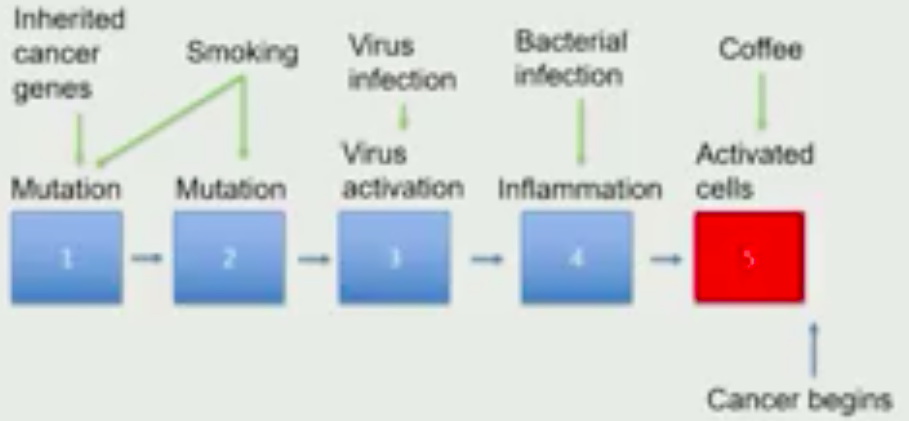 Inherited
cancer
genes
Smoking
Virus
infection
Bacterial
infection
Coffee
Mutation
Mutation
Virus
activation
Inflammation
Activated
cells
1
2
3
4
5
Cancer begins